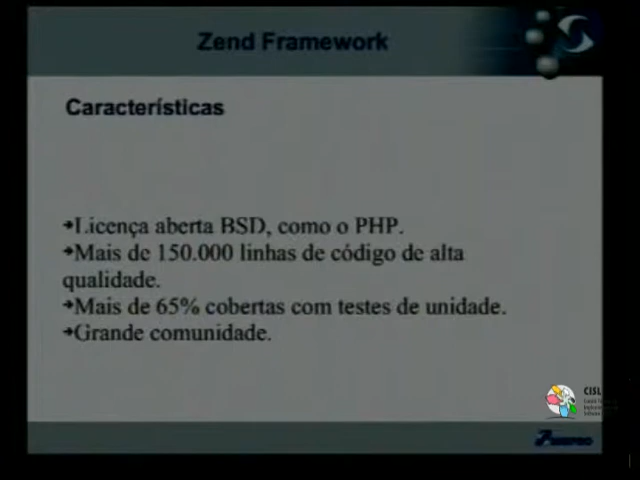 Zend Framework
Características
→Licença aberta BSD, como o PHP.
→Mais de 150.000 linhas de código de alta
qualidade.
→Mais de 65% cobertas com testes de unidade.
→Grande comunidade.
CISL